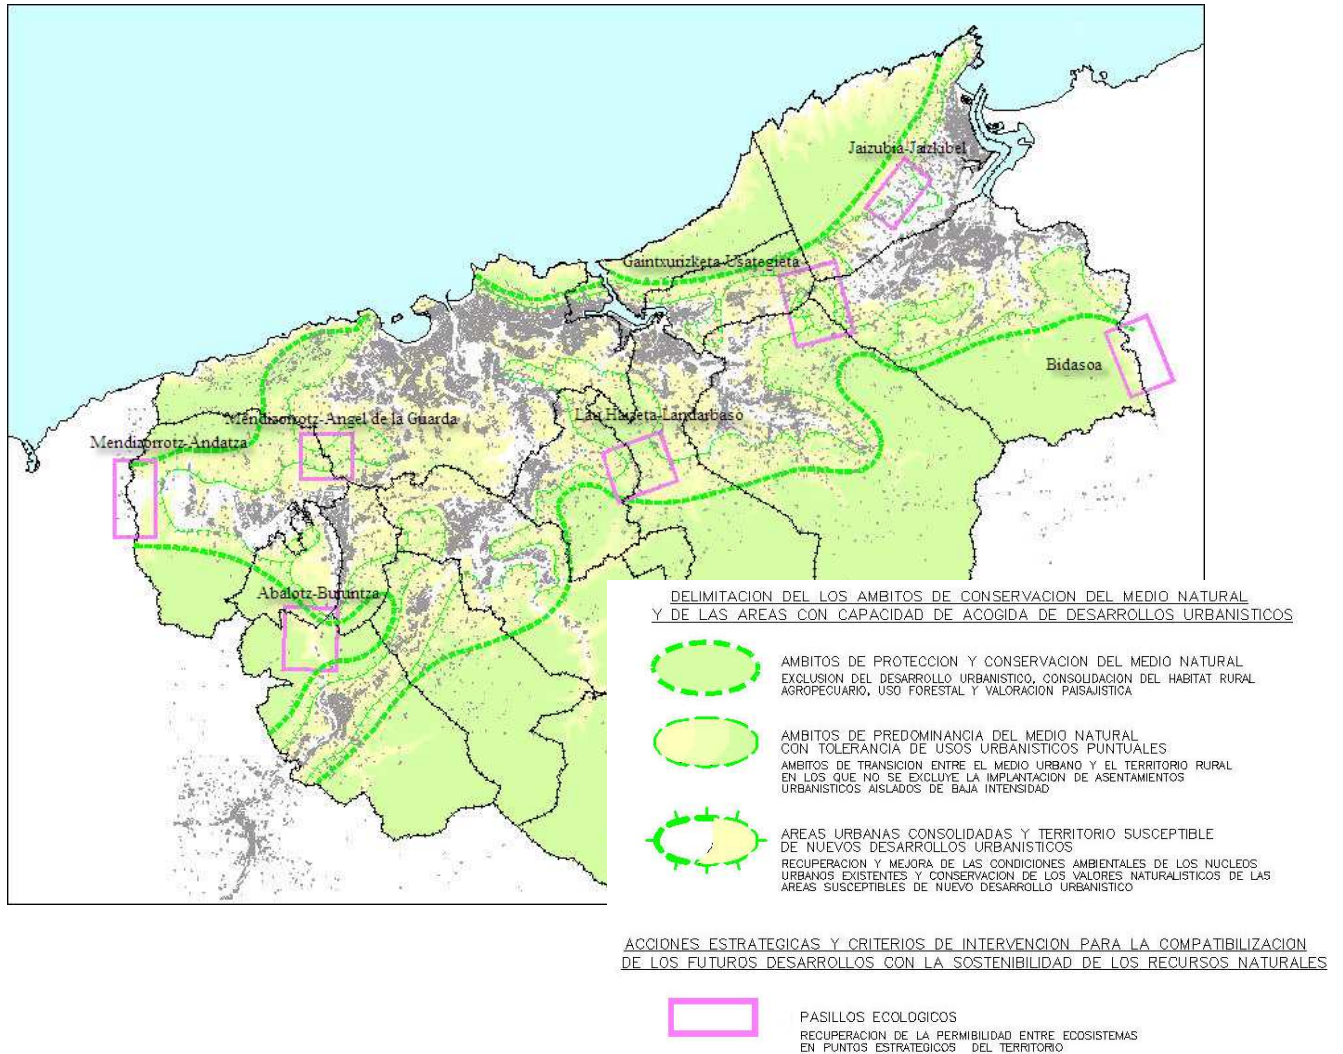 Jaizubia-Jaizkibel
Gaintxurizketa-Usategieta
Bidasoa
Mendizorrotz-Angel de la Guarda
Lau Haizeta-Landarbaso
Mendizorrotz-Andatza
Abalotz-Buruntza
DELIMITACION DEL LOS AMBITOS DE CONSERVACION DEL MEDIO NATURAL
Y DE LAS AREAS CON CAPACIDAD DE ACOGIDA DE DESARROLLOS URBANISTICOS
AMBITOS DE PROTECCION Y CONSERVACION DEL MEDIO NATURAL
EXCLUSION DEL DESARROLLO URBANISTICO, CONSOLIDACION DEL HABITAT RURAL
AGROPECUARIO, USO FORESTAL Y VALORACION PAISAJISTICA
AMBITOS DE PREDOMINANCIA DEL MEDIO NATURAL
CON TOLERANCIA DE USOS URBANISTICOS PUNTUALES
AMBITOS DE TRANSICION ENTRE EL MEDIO URBANO Y EL TERRITORIO RURAL
EN LOS QUE NO SE EXCLUYE LA IMPLANTACION DE ASENTAMIENTOS
URBANISTICOS AISLADOS DE BAJA INTENSIDAD
AREAS URBANAS CONSOLIDADAS Y TERRITORIO SUSCEPTIBLE
DE NUEVOS DESARROLLOS URBANISTICOS
RECUPERACION Y MEJORA DE LAS CONDICIONES AMBIENTALES DE LOS NUCLEOS
URBANOS EXISTENTES Y CONSERVACION DE LOS VALORES NATURALISTICOS DE LAS
AREAS SUSCEPTIBLES DE NUEVO DESARROLLO URBANISTICO
ACCIONES ESTRATEGICAS Y CRITERIOS DE INTERVENCION PARA LA COMPATIBILIZACION
DE LOS FUTUROS DESARROLLOS CON LA SOSTENIBILIDAD DE LOS RECURSOS NATURALES
PASILLOS ECOLOGICOS
RECUPERACION DE LA PERMIBILIDAD ENTRE ECOSISTEMAS
EN PUNTOS ESTRATEGICOS DEL TERRITORIO